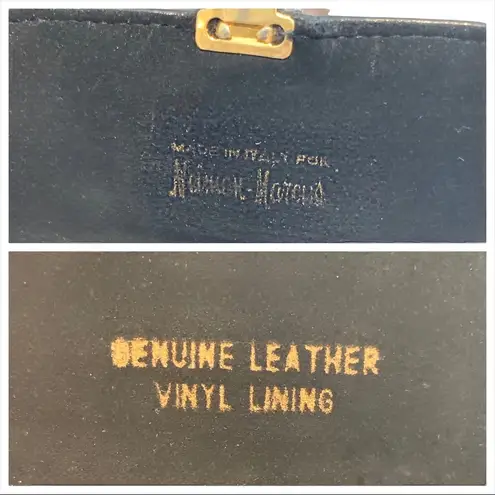 MADE IN ITALY FOR
Neiman-Marcus
GENUINE LEATHER
VINYL LINING